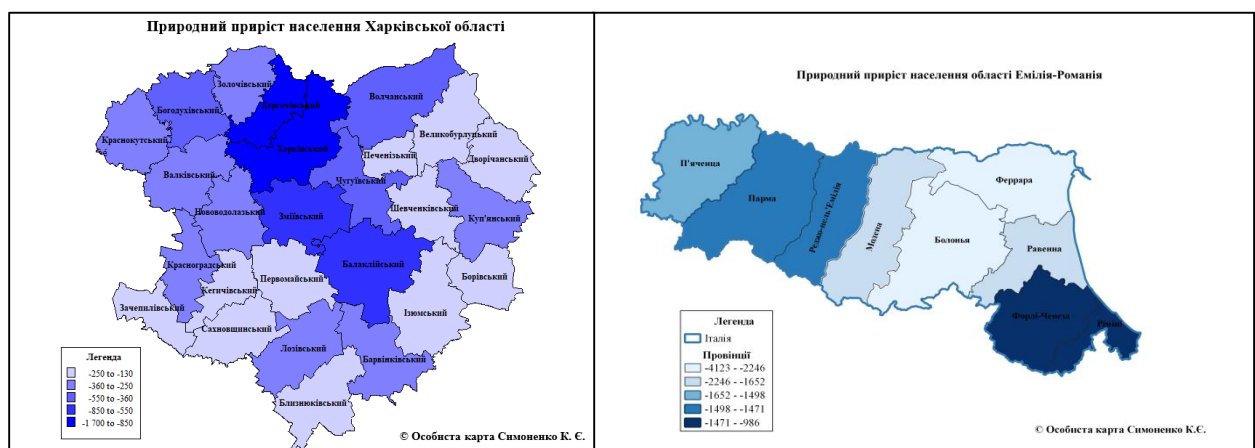 Природний приріст населення Харківської області
Золочівський
Дергачівський
Богодухівський
Волчанський
Краснокутський
Харківський
Великобурлуцький
Печенізький
Дворічанський
Валківський
Чугуївський
Шевченківський
Нововодолазький
Зміївський
Куп'янський
Красноградський
Балаклійський
Первомайський
Борівський
Кегичівський
Зачепилівський
Ізюмський
Сахновщинський
Лозівський
Барвінківський
Близнюківський
Легенда
-250 to -130
-360 to -250
-550 to -360
-850 to -550
-1 700 to -850
© Особиста карта Симоненко К. Є.
Природний приріст населення області Емілія-Романія
П'яченца
Феррара
Парма
Реджо-нель'Емілія
Модена
Болонья
Равенна
Форлі-Чезена
Ріміні
Легенда
Італія
Провінції
-4123 - -2246
-2246 - -1652
-1652 - -1498
-1498 - -1471
-1471 - -986
© Особиста карта Симоненко К. Є.